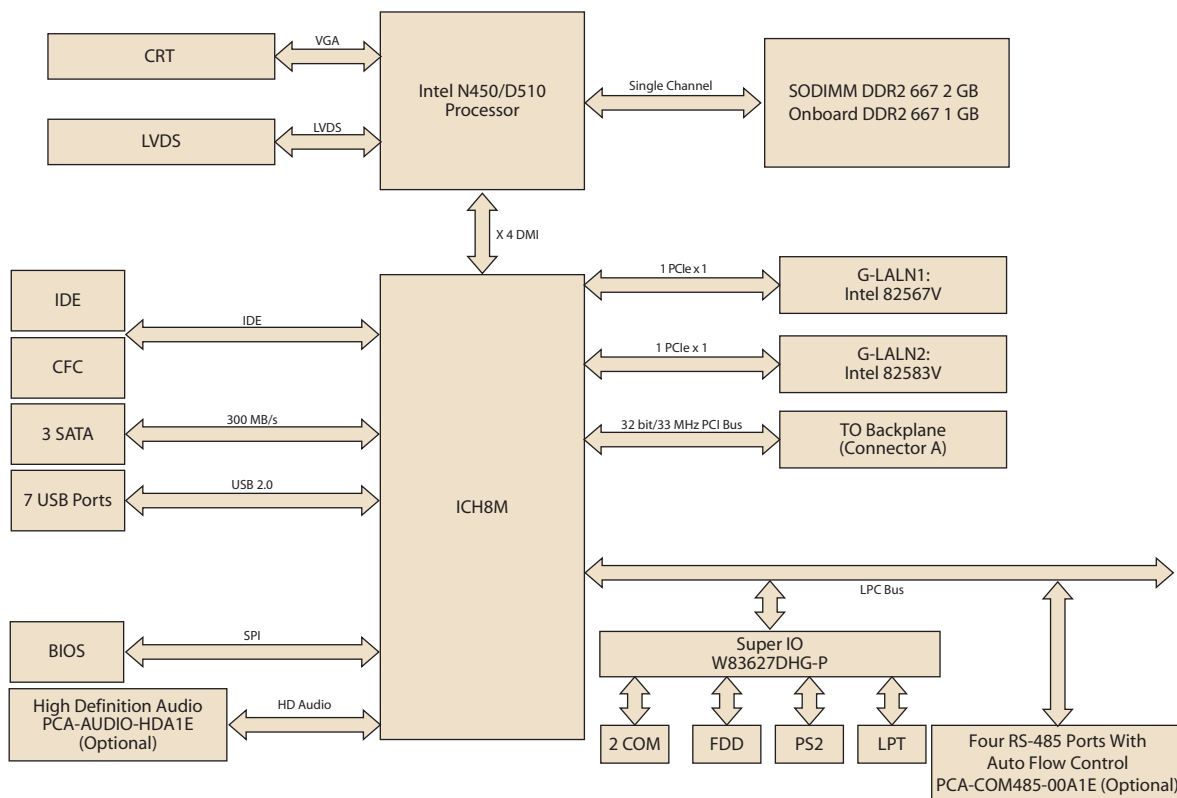 CRT
VGA
LVDS
LVDS
Intel N450/D510
Processor
Single Channel
SODIMM DDR2 667 2 GB
Onboard DDR2 667 1 GB
X 4 DMI
IDE
IDE
CFC
3 SATA
300 MB/s
7 USB Ports
USB 2.0
ICH8M
1 PCIe x 1
G-LALN1:
Intel 82567V
1 PCIe x 1
G-LALN2:
Intel 82583V
32 bit/33 MHz PCI Bus
TO Backplane
(Connector A)
LPC Bus
BIOS
SPI
High Definition Audio
PCA-AUDIO-HDA1E
(Optional)
HD Audio
Super IO
W83627DHG-P
2 COM
FDD
PS2
LPT
Four RS-485 Ports With
Auto Flow Control
PCA-COM485-00A1E (Optional)